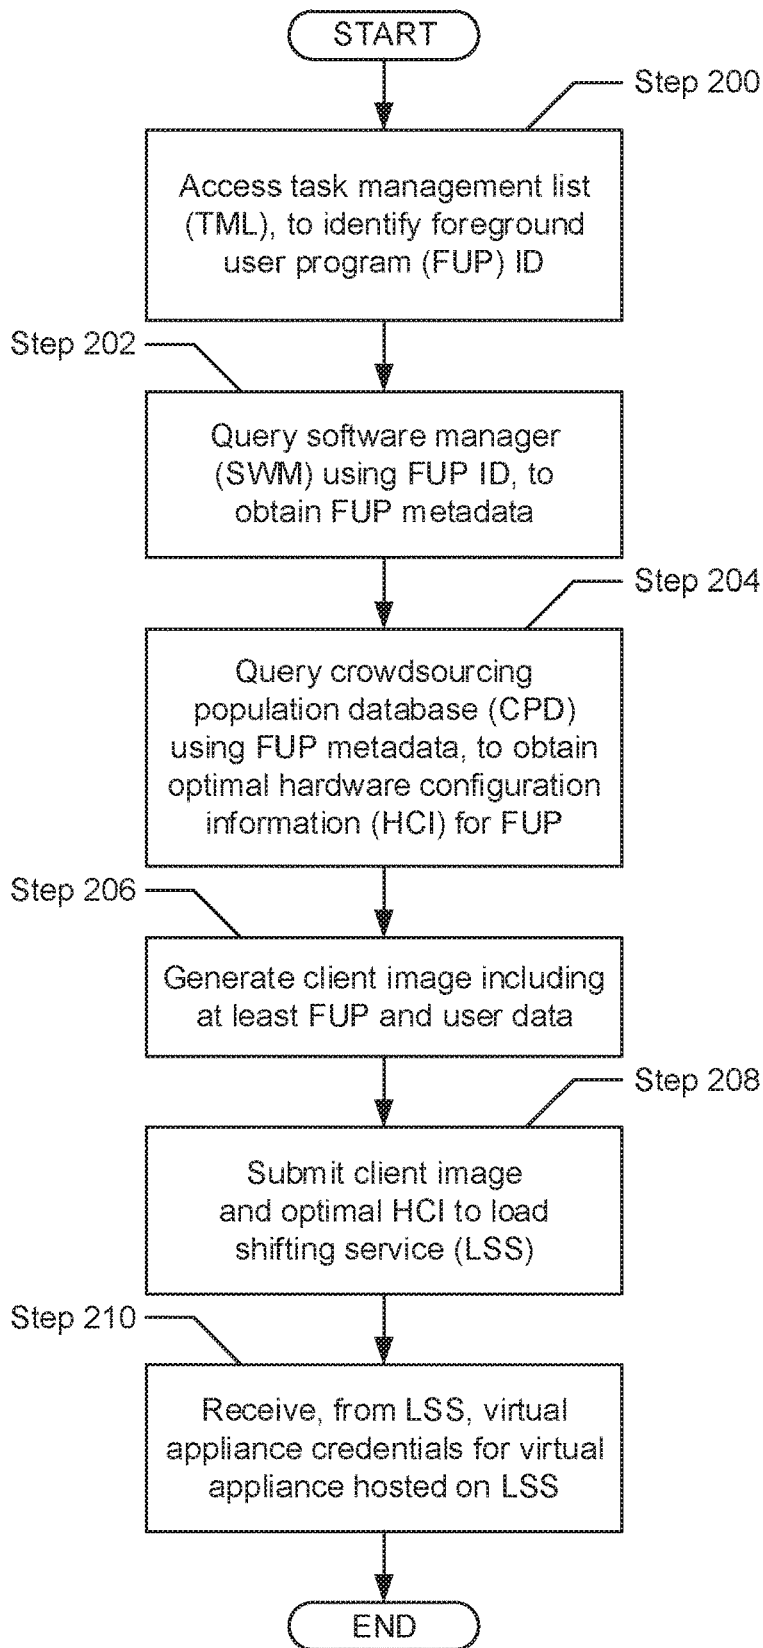 START
Step 200
Access task management list
(TML), to identify foreground
user program (FUP) ID
Step 202
Query software manager
(SWM) using FUP ID, to
obtain FUP metadata
Step 204
Query crowdsourcing
population database (CPD)
using FUP metadata, to obtain
optimal hardware configuration
information (HCI) for FUP
Step 206
Generate client image including
at least FUP and user data
Step 208
Submit client image
and optimal HCI to load
shifting service (LSS)
Step 210
Receive, from LSS, virtual
appliance credentials for virtual
appliance hosted on LSS
END